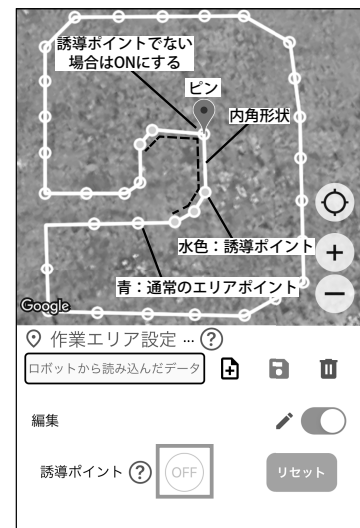 誘導ポイントでない
場合はONにする
ピン
内角形状
水色：誘導ポイント
青：通常のエリアポイント
Google
作業エリア設定 ... ?
ロボットから読み込んだデータ
編集
誘導ポイント ? OFF リセット